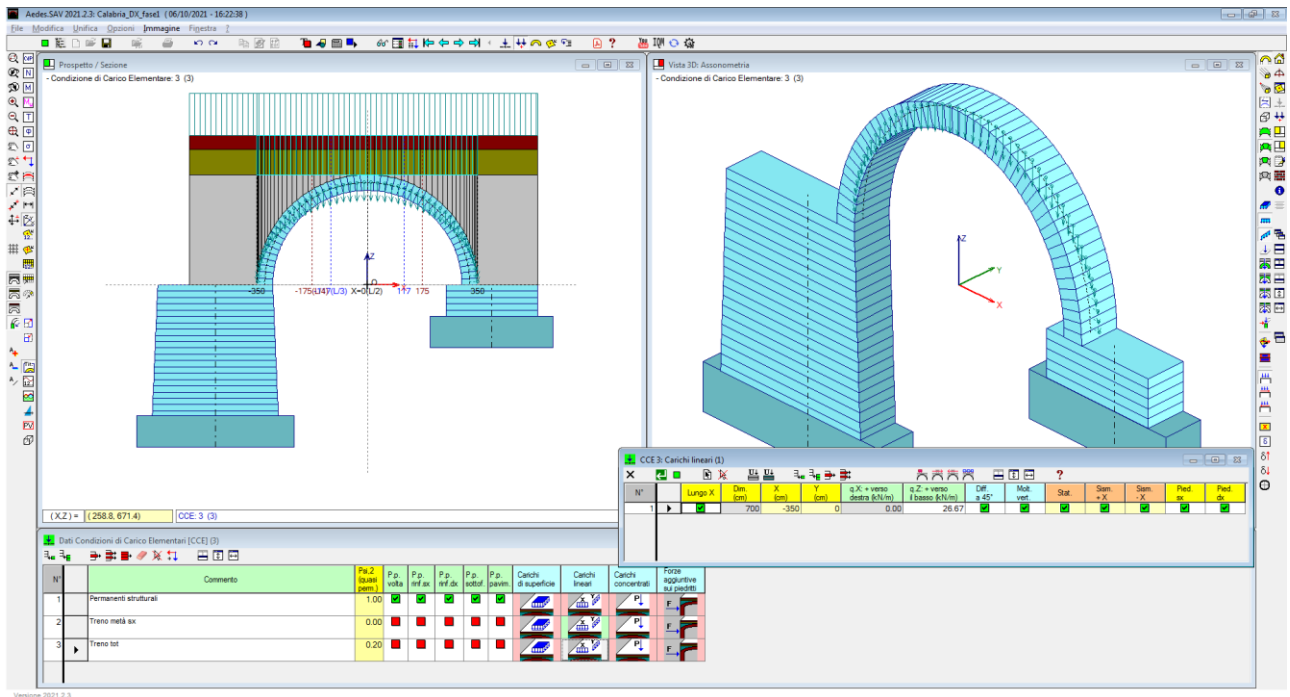 Aedes.SAV 2021.2.3: Calabria_DX_fase1 ( 06/10/2021 - 16:22:38 )
File Modifica Unifica Opzioni Immagine Finestra ?
Prospetto / Sezione
- Condizione di Carico Elementare: 3 (3)
Z
-350 X=0(L/2) 177 175 350
(X,Z) = ( 258.8, 671.4) CCE: 3 (3)
Vista 3D: Assonometria
- Condizione di Carico Elementare: 3 (3)
Z
Y
X
CCE 3: Carichi lineari (1)
N° Lungo X Dim. (cm) X (cm) Y (cm) q.X: + verso destra (kN/m) q.Z: + verso il basso (kN/m) Diff. a 45° Molt. vert. Stat. Sism. + X Sism. - X Pied. sx Pied. dx
1 700 -350 0 0.00 26.67
Dati Condizioni di Carico Elementari [CCE] (3)
N° Commento Psi,2 (quasi perm.) P.p. volta P.p. rinf.sx P.p. rinf.dx P.p. sottof. P.p. pavim. Carichi di superficie Carichi lineari Carichi concentrati Forze aggiuntive sui piedritti
1 Permanenti strutturali 1.00
2 Treno metà sx 0.00
3 Treno tot 0.20
Versione 2021.2.3